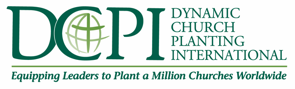 DCPI
DYNAMIC
CHURCH
PLANTING
INTERNATIONAL
Equipping Leaders to Plant a Million Churches Worldwide